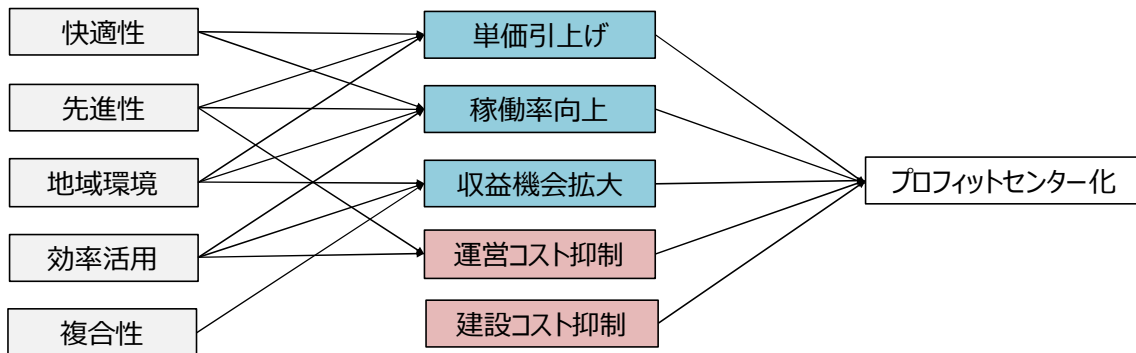 快適性
先進性
地域環境
効率活用
複合性
単価引上げ
稼働率向上
収益機会拡大
運営コスト抑制
建設コスト抑制
プロフィットセンター化